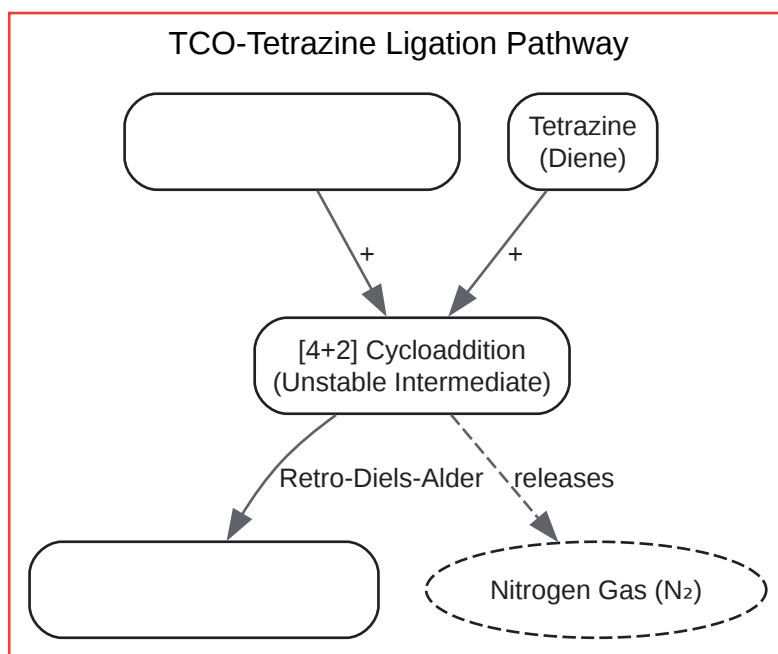 TCO-Tetrazine Ligation Pathway
Tetrazine
(Diene)
+
+
[4+2] Cycloaddition
(Unstable Intermediate)
Retro-Diels-Alder
releases
Nitrogen Gas (N₂)